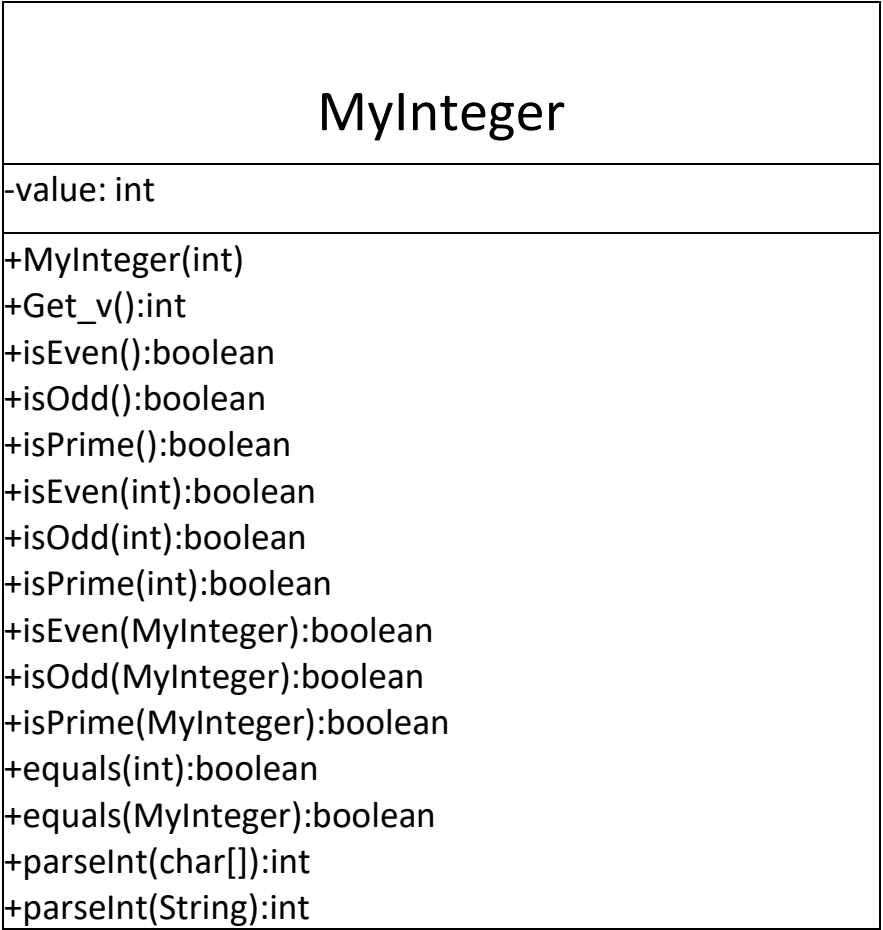 MyInteger
-value: int
+MyInteger(int)
+Get_v():int
+isEven():boolean
+isOdd():boolean
+isPrime():boolean
+isEven(int):boolean
+isOdd(int):boolean
+isPrime(int):boolean
+isEven(MyInteger):boolean
+isOdd(MyInteger):boolean
+isPrime(MyInteger):boolean
+equals(int):boolean
+equals(MyInteger):boolean
+parseInt(char[]):int
+parseInt(String):int